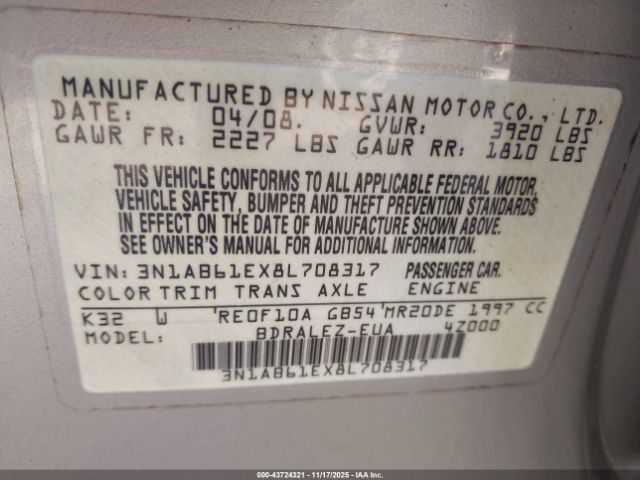 MANUFACTURED BY NISSAN MOTOR CO., LTD.
DATE: 04/08. GVWR: 3920 LBS
GAWR FR: 2227 LBS GAWR RR: 1810 LBS
THIS VEHICLE CONFORMS TO ALL APPLICABLE FEDERAL MOTOR
VEHICLE SAFETY, BUMPER AND THEFT PREVENTION STANDARDS
IN EFFECT ON THE DATE OF MANUFACTURE SHOWN ABOVE.
SEE OWNER'S MANUAL FOR ADDITIONAL INFORMATION.
VIN: 3N1AB61EX8L708317 PASSENGER CAR.
COLOR TRIM TRANS AXLE ENGINE
K32 W 'RE0F10A GB54'MR20DE 1997 CC
MODEL: BDRALEZ-EUA 4Z000
3N1AB61EX8L708317
000-43724321 - 11/17/2025 - IAAI.com